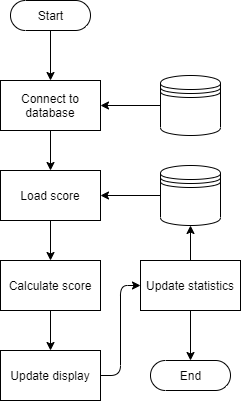 Start
Connect to
database
Load score
Calculate score
Update statistics
Update display
End